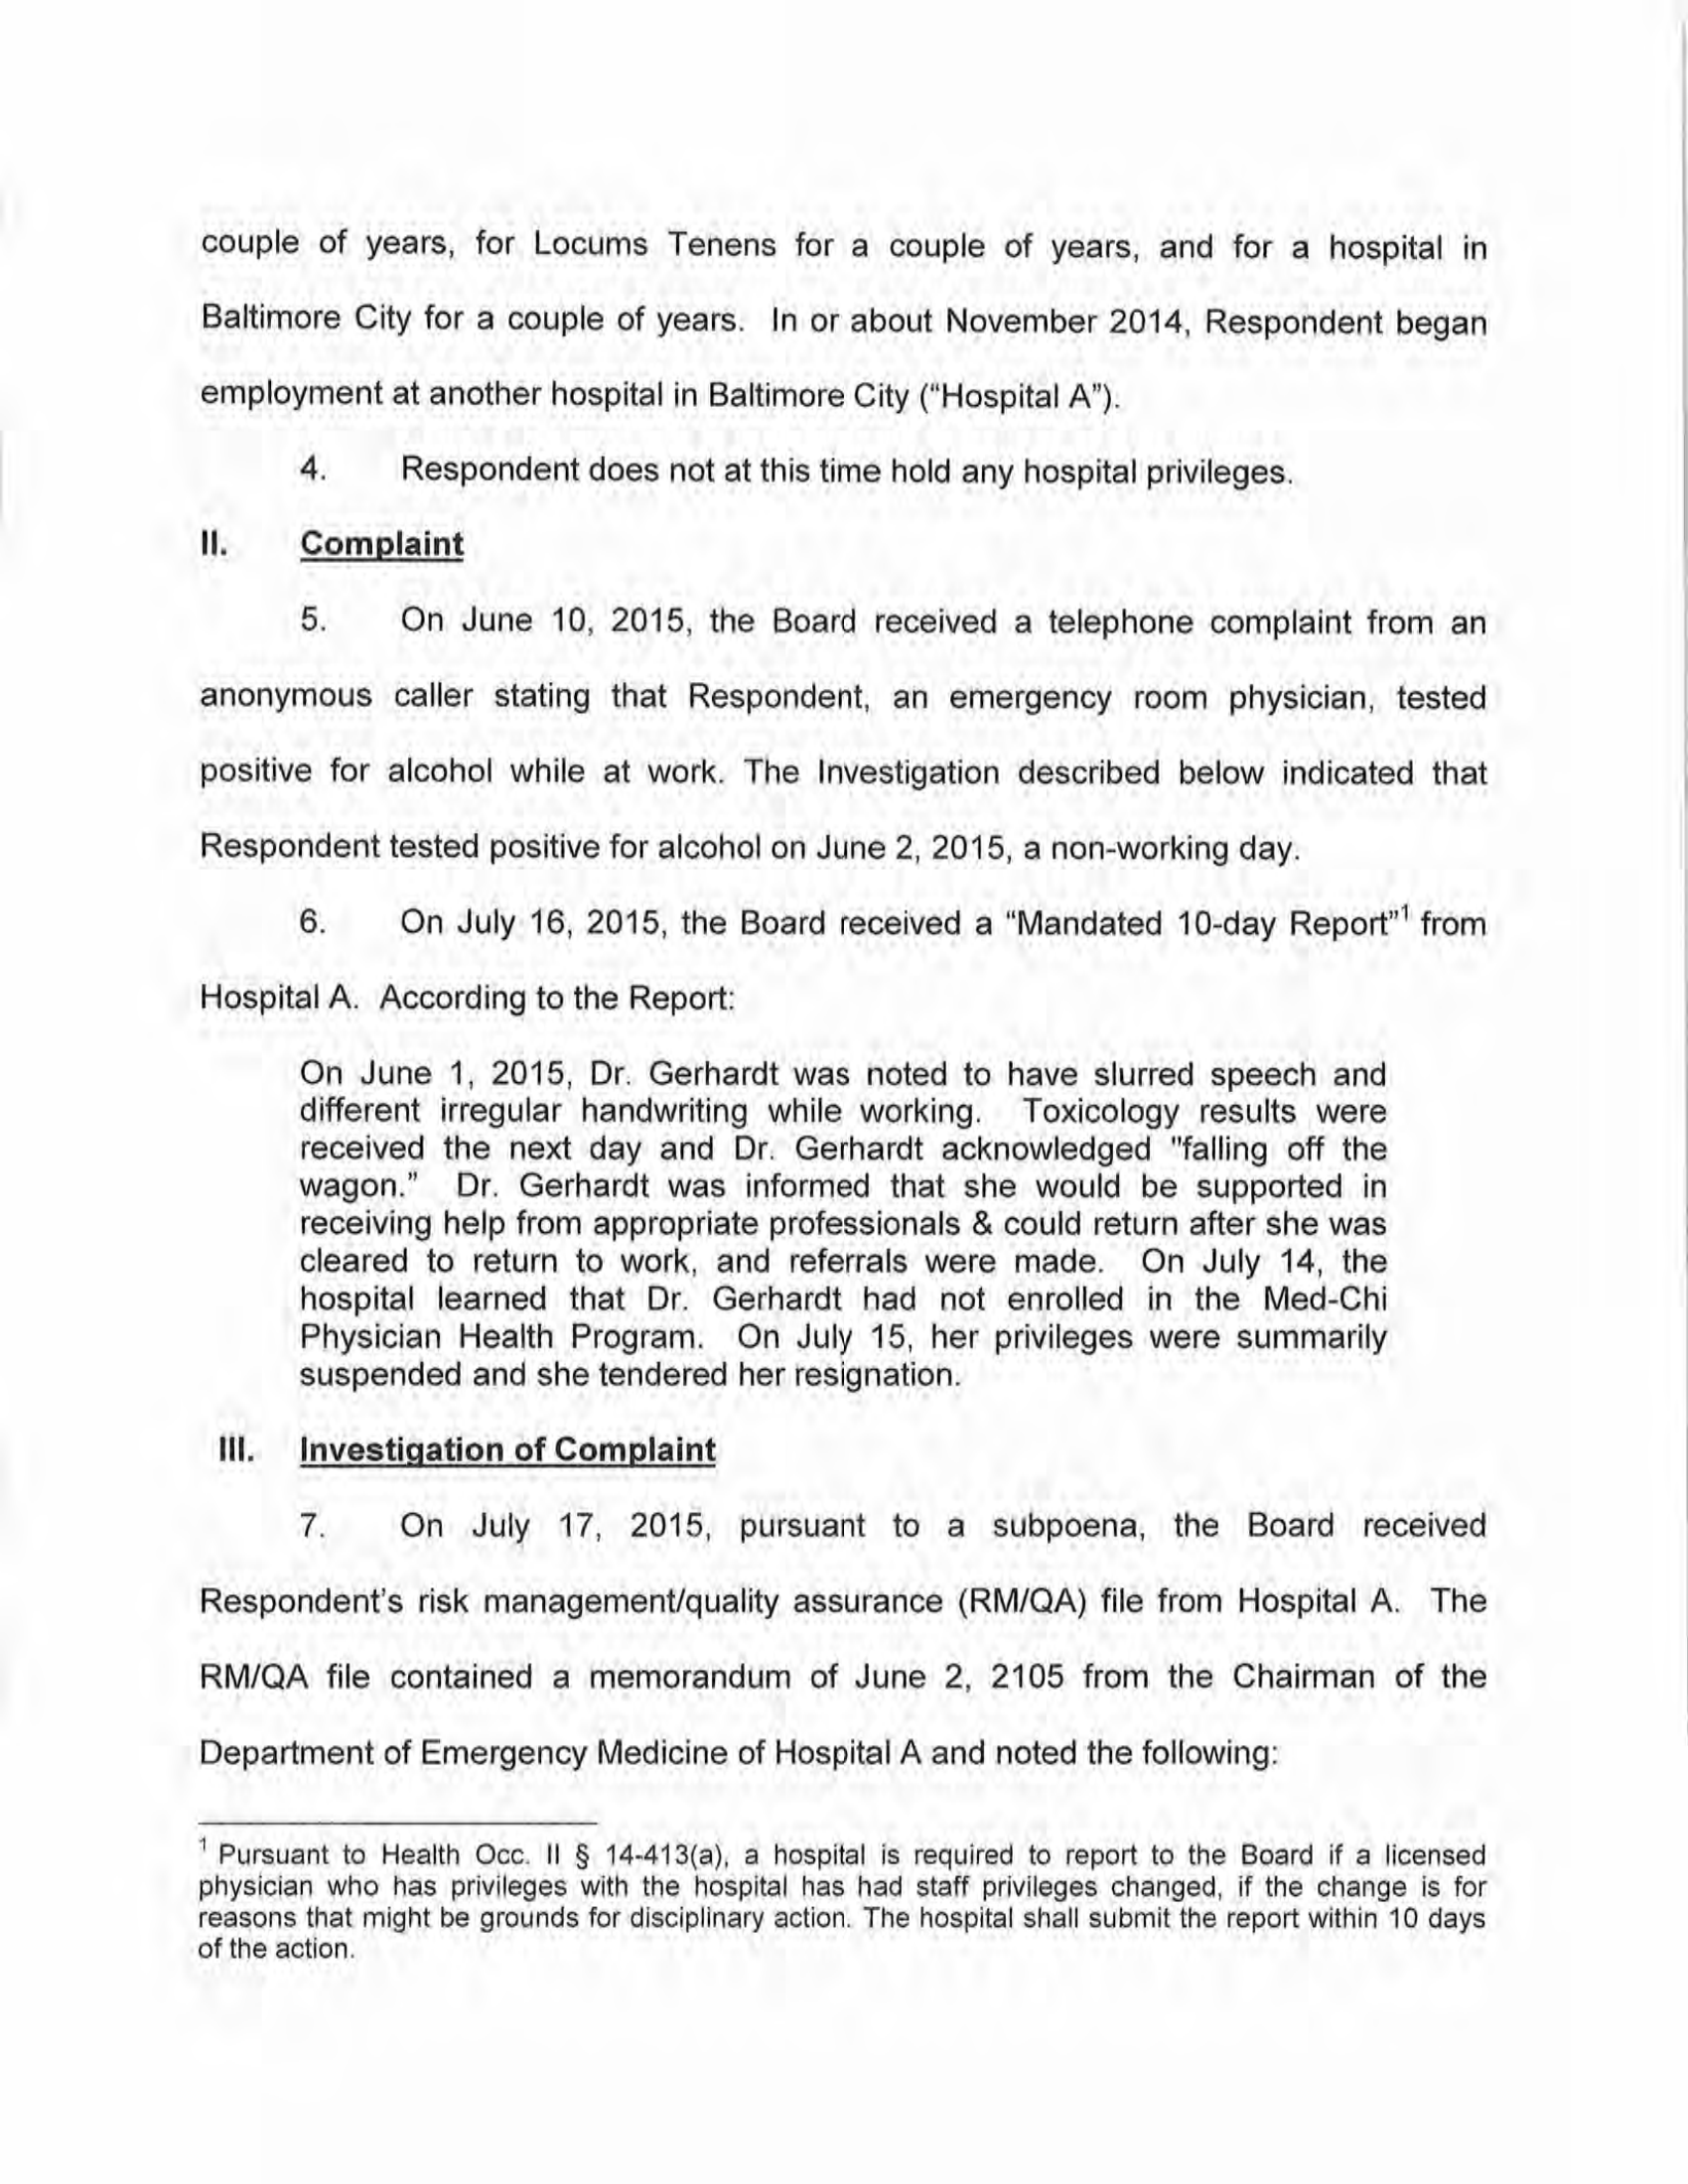 couple of years, for Locums Tenens for a couple of years, and for a hospital in
Baltimore City for a couple of years. In or about November 2014, Respondent began
employment at another hospital in Baltimore City ("Hospital A").
4. Respondent does not at this time hold any hospital privileges.
II. Complaint
5. On June 10, 2015, the Board received a telephone complaint from an
anonymous caller stating that Respondent, an emergency room physician, tested
positive for alcohol while at work. The Investigation described below indicated that
Respondent tested positive for alcohol on June 2, 2015, a non-working day.
6. On July 16, 2015, the Board received a “Mandated 10-day Report”¹ from
Hospital A. According to the Report:
On June 1, 2015, Dr. Gerhardt was noted to have slurred speech and
different irregular handwriting while working. Toxicology results were
received the next day and Dr. Gerhardt acknowledged "falling off the
wagon.” Dr. Gerhardt was informed that she would be supported in
receiving help from appropriate professionals & could return after she was
cleared to return to work, and referrals were made. On July 14, the
hospital learned that Dr. Gerhardt had not enrolled in the Med-Chi
Physician Health Program. On July 15, her privileges were summarily
suspended and she tendered her resignation.
III. Investigation of Complaint
7. On July 17, 2015, pursuant to a subpoena, the Board received
Respondent’s risk management/quality assurance (RM/QA) file from Hospital A. The
RM/QA file contained a memorandum of June 2, 2105 from the Chairman of the
Department of Emergency Medicine of Hospital A and noted the following:
¹ Pursuant to Health Occ. II § 14-413(a), a hospital is required to report to the Board if a licensed
physician who has privileges with the hospital has had staff privileges changed, if the change is for
reasons that might be grounds for disciplinary action. The hospital shall submit the report within 10 days
of the action.